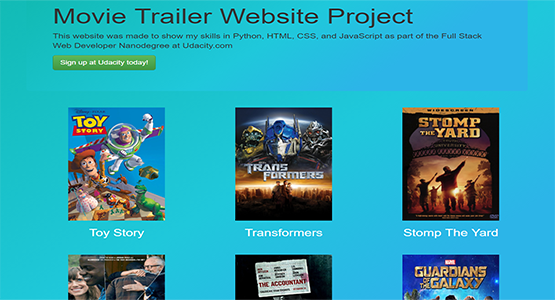 Movie Trailer Website Project
This website was made to show my skills in Python, HTML, CSS, and JavaScript as part of the Full Stack
Web Developer Nanodegree at Udacity.com
Sign up at Udacity today!
TOY
STORY
TRANSFORMERS
WIDESCREEN
STOMP
THE YARD
Toy Story
Transformers
Stomp The Yard
THE ACCOUNTANT
MARVEL
GUARDIANS
OF THE GALAXY